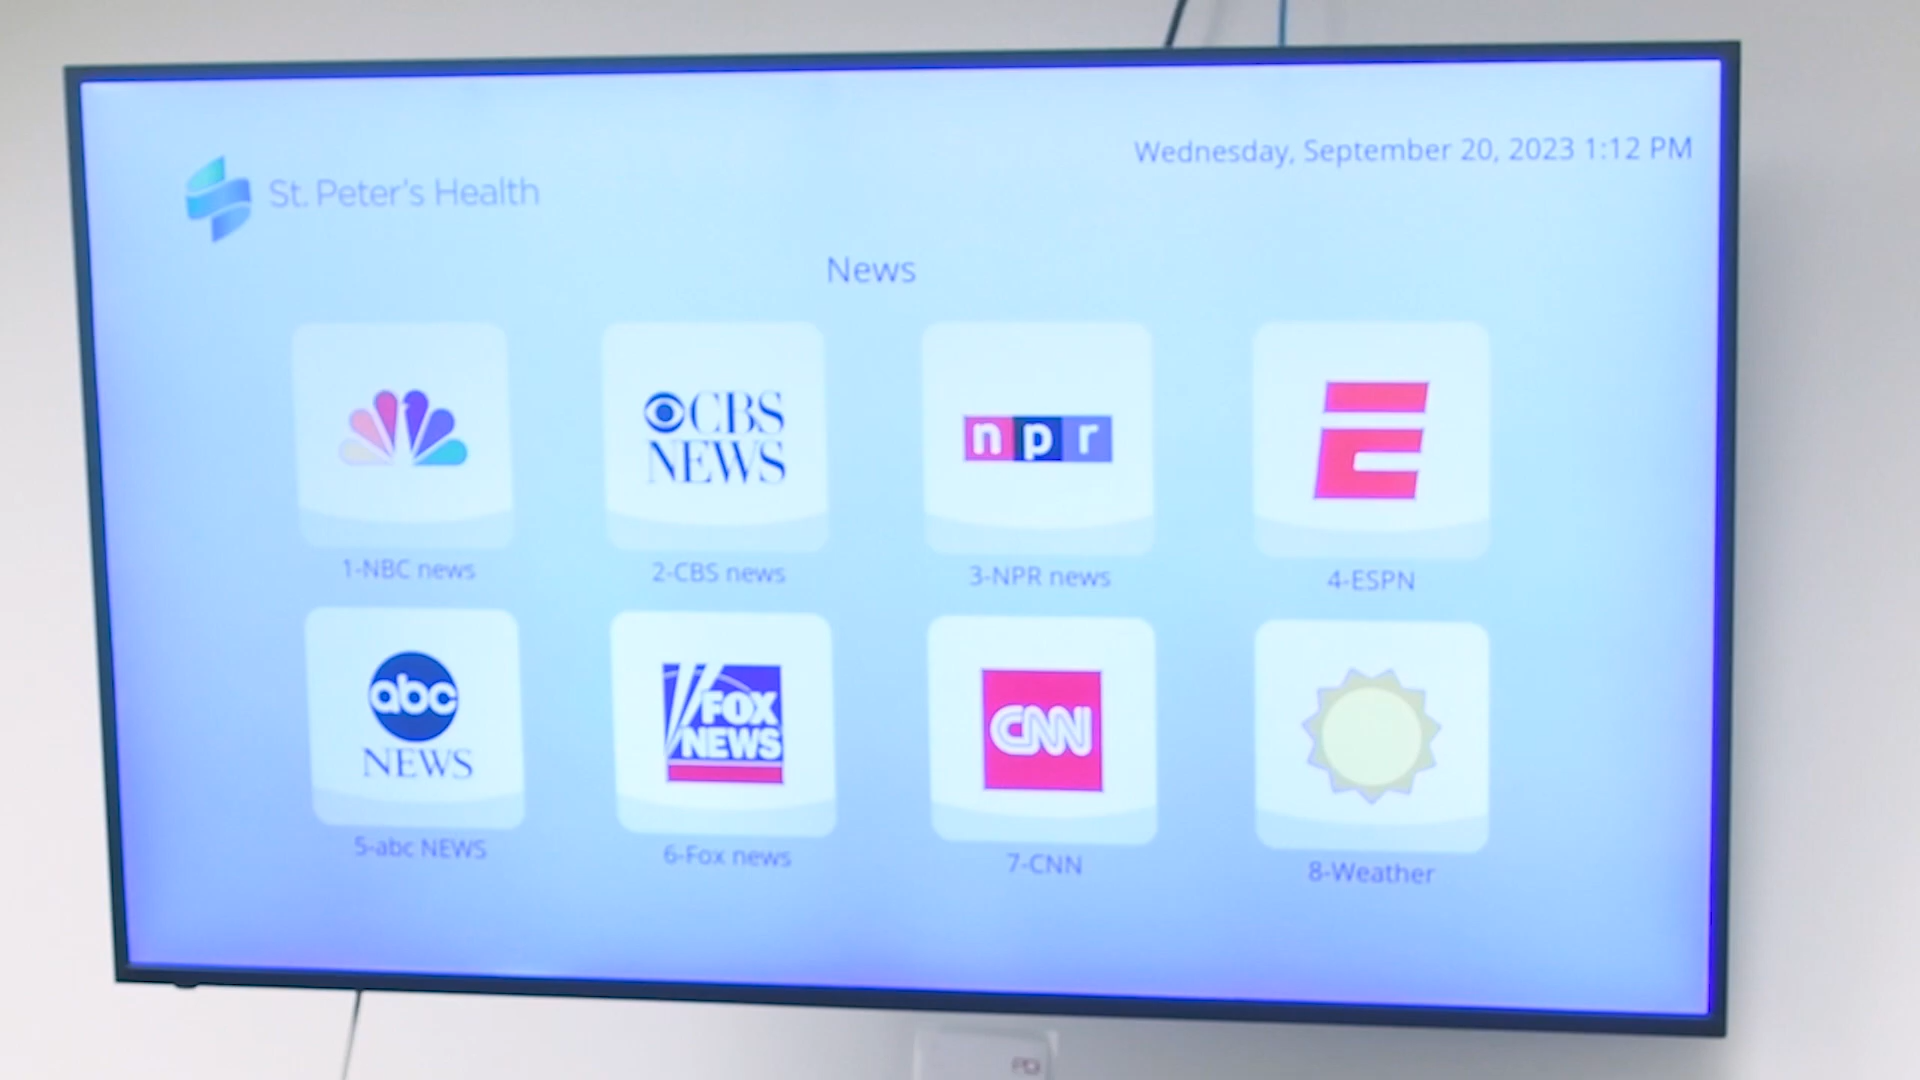 Wednesday, September 20, 2023 1:12 PM
St. Peter's Health
News
CBS
NEWS
npr
1-NBC news
2-CBS news
3-NPR news
4-ESPN
abc
NEWS
FOX
NEWS
CNN
5-abc NEWS
6-Fox news
7-CNN
8-Weather